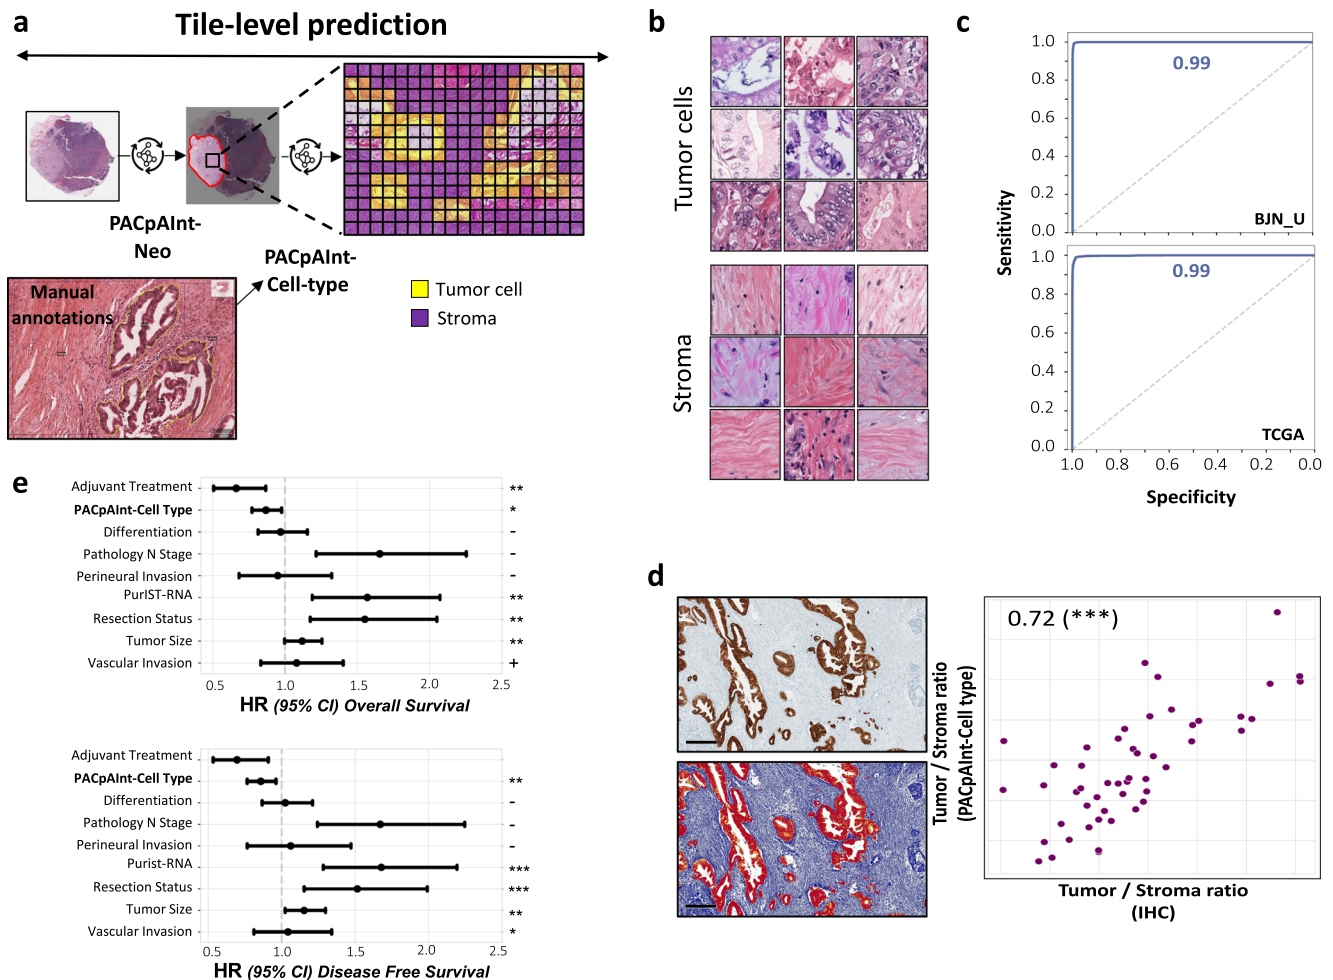 a
Tile-level prediction
PACpAInt-
Neo
PACpAInt-
Cell-type
Manual
annotations
Tumor cell
Stroma
b
Tumor cells
Stroma
c
1.0
0.8
0.6
0.4
0.2
0.0
0.99
BJN_U
1.0
0.8
0.6
0.4
0.2
0.0
0.99
TCGA
Sensitivity
1.0 0.8 0.6 0.4 0.2 0.0
Specificity
d
0.72 (***)
Tumor / Stroma ratio
(PACpAInt-Cell type)
Tumor / Stroma ratio
(IHC)
e
Adjuvant Treatment **
PACpAInt-Cell Type *
Differentiation -
Pathology N Stage -
Perineural Invasion -
PurIST-RNA **
Resection Status **
Tumor Size **
Vascular Invasion +
0.5 1.0 1.5 2.0 2.5
HR (95% CI) Overall Survival
Adjuvant Treatment
PACpAInt-Cell Type **
Differentiation -
Pathology N Stage -
Perineural Invasion -
Purist-RNA ***
Resection Status ***
Tumor Size **
Vascular Invasion *
0.5 1.0 1.5 2.0 2.5
HR (95% CI) Disease Free Survival